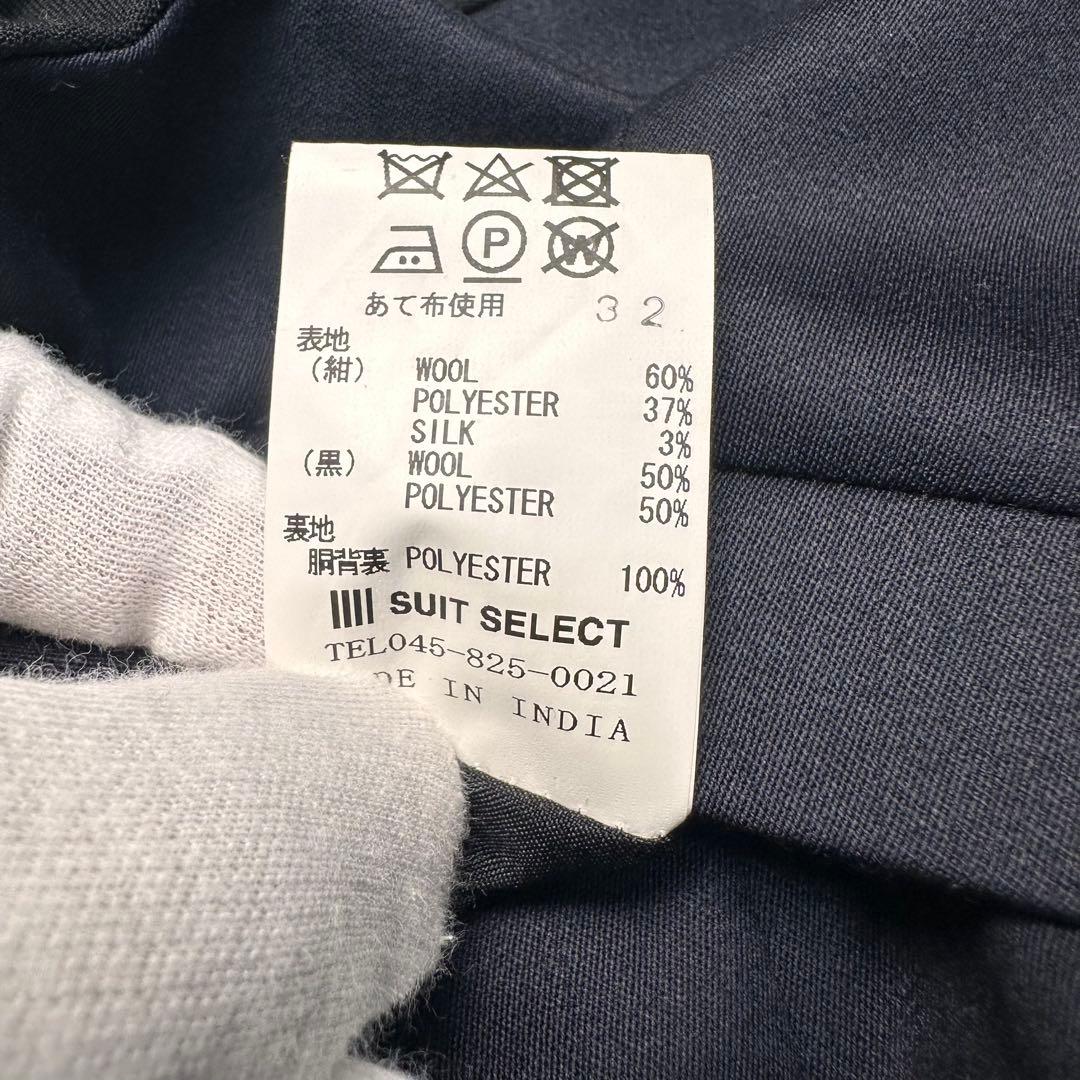 P W
あて布使用 32
表地
(紺) WOOL 60%
POLYESTER 37%
SILK 3%
(黒) WOOL 50%
POLYESTER 50%
裏地
胴背裏 POLYESTER 100%
SUIT SELECT
TEL045-825-0021
DE IN INDIA